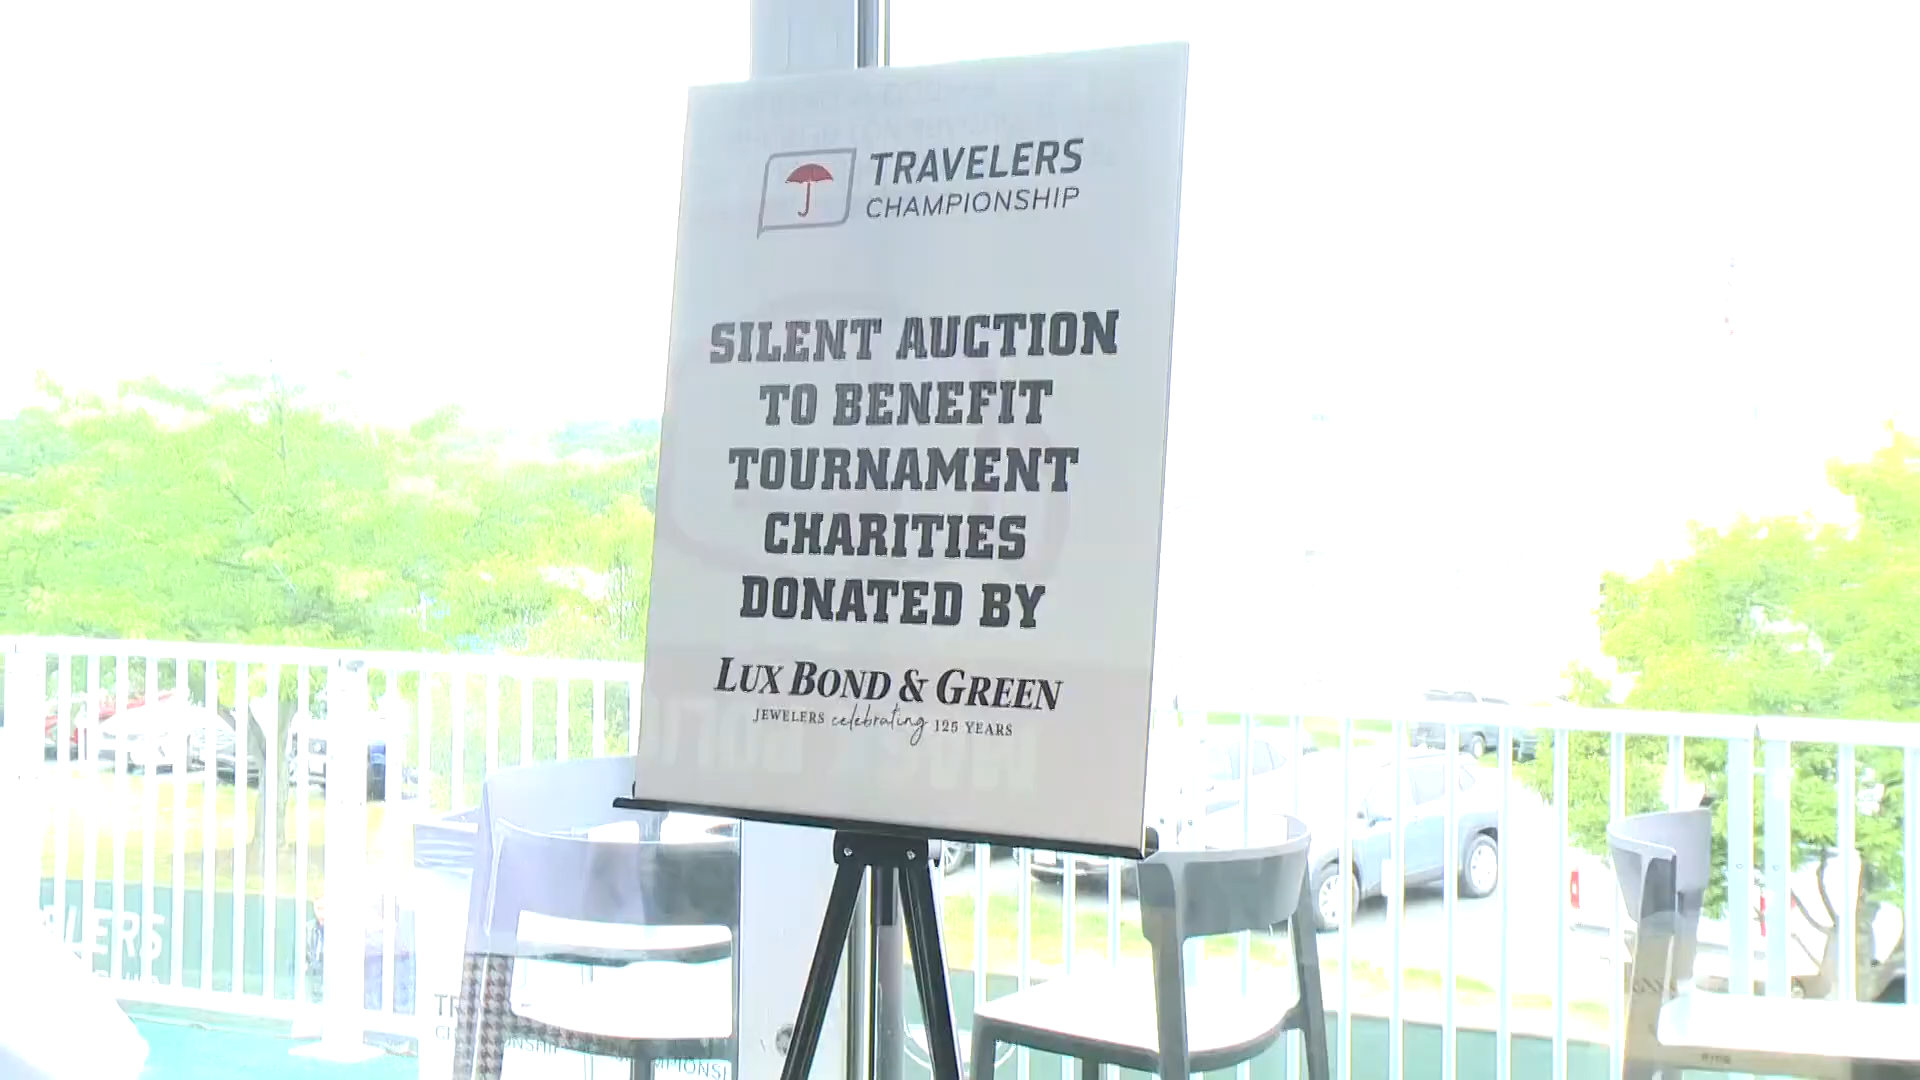 TRAVELERS
CHAMPIONSHIP
SILENT AUCTION
TO BENEFIT
TOURNAMENT
CHARITIES
DONATED BY
LUX BOND & GREEN
JEWELERS celebrating 125 YEARS